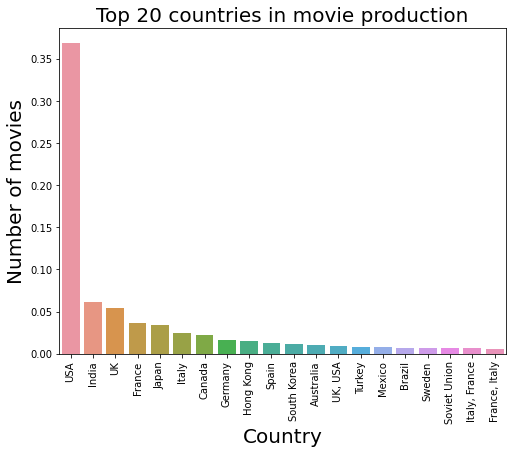 Top 20 countries in movie production
Number of movies
0.35
0.30
0.25
0.20
0.15
0.10
0.05
0.00
USA
India
UK
France
Japan
Italy
Canada
Germany
Hong Kong
Spain
South Korea
Australia
UK, USA
Turkey
Mexico
Brazil
Sweden
Soviet Union
Italy, France
France, Italy
Country